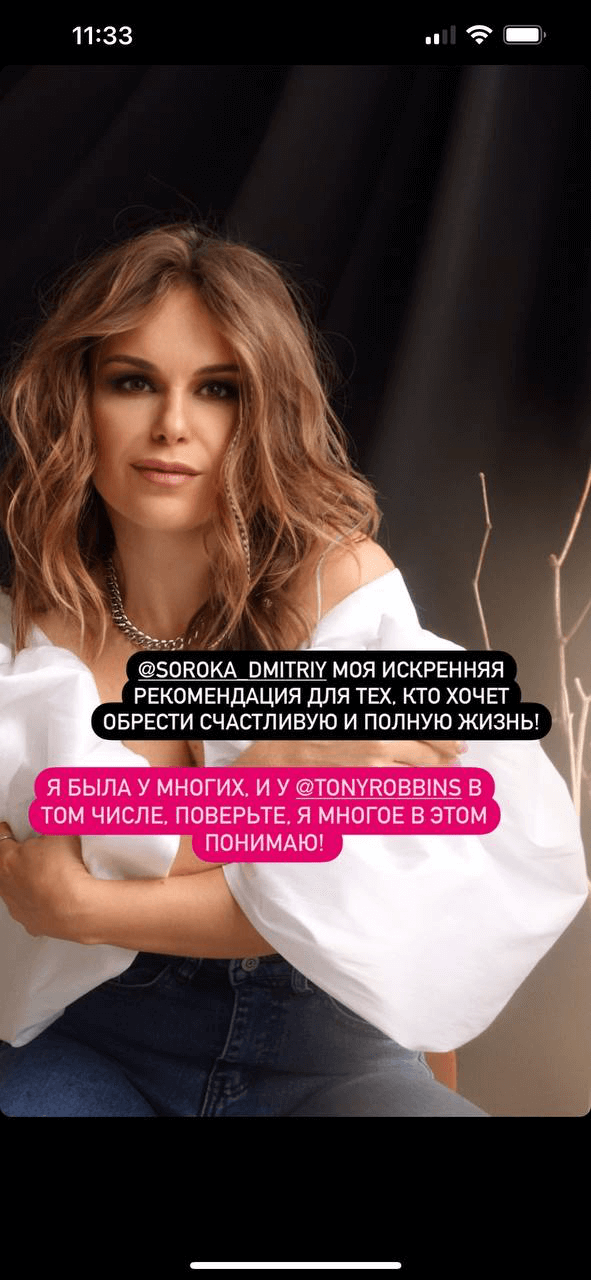 11:33
@SOROKA_DMITRIY МОЯ ИСКРЕННЯЯ
РЕКОМЕНДАЦИЯ ДЛЯ ТЕХ, КТО ХОЧЕТ
ОБРЕСТИ СЧАСТЛИВУЮ И ПОЛНУЮ ЖИЗНЬ!
Я БЫЛА У МНОГИХ, И У @TONYROBBINS В
ТОМ ЧИСЛЕ, ПОВЕРЬТЕ, Я МНОГОЕ В ЭТОМ
ПОНИМАЮ!